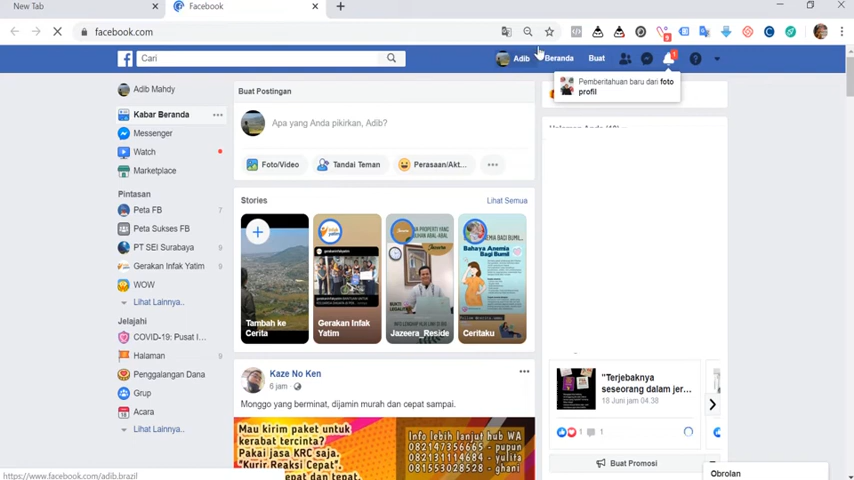 New Tab
Facebook
facebook.com
Cari
Adib
Beranda
Buat
1
Pemberitahuan baru dari foto
profil
Adib Mahdy
Kabar Beranda
Messenger
Watch
Marketplace
Pintasan
Peta FB 7
Peta Sukses FB
PT SEI Surabaya 9
Gerakan Infak Yatim 9
WOW
Lihat Lainnya..
Jelajahi
COVID-19: Pusat I...
Halaman 9
Penggalangan Dana
Grup
Acara
Lihat Lainnya..
Buat Postingan
Apa yang Anda pikirkan, Adib?
Foto/Video
Tandai Teman
Perasaan/Akt...
Stories
Lihat Semua
Tambah ke
Cerita
Gerakan Infak
Yatim
Jazeera_Reside
Bahaya Anemia
Bagi Bumil
Ceritaku
Kaze No Ken
6 jam
Monggo yang berminat, dijamin murah dan cepat sampai.
Mau kirim paket untuk
kerabat tercinta?
Pakai jasa KRC saja,
"Kurir Reaksi Cepat"
Info lebih lanjut hub WA
082147356665 - pupun
082131114684 - yulita
081553028528 - ghani
"Terjebaknya
seseorang dalam jer...
18 Juni jam 04.38
1
1
Buat Promosi
Obrolan
https://www.facebook.com/adib.brazil